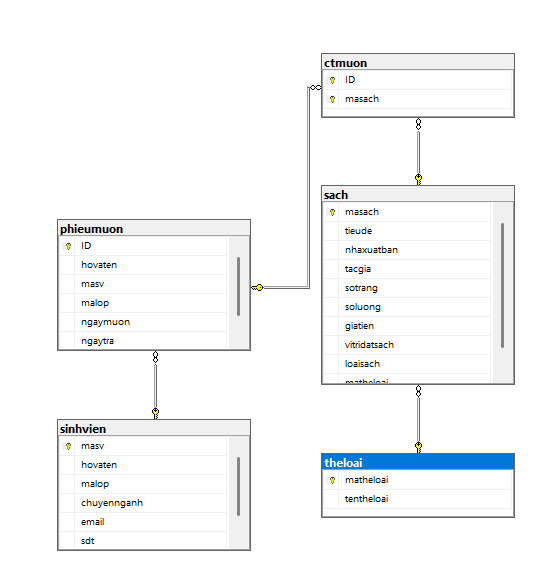 ctmuon
ID
masach
sach
masach
tieude
nhaxuatban
tacgia
sotrang
soluong
giatien
vitridatsach
loaisach
matheloai
phieumuon
ID
hovaten
masv
malop
ngaymuon
ngaytra
sinhvien
masv
hovaten
malop
chuyennganh
email
sdt
theloai
matheloai
tentheloai